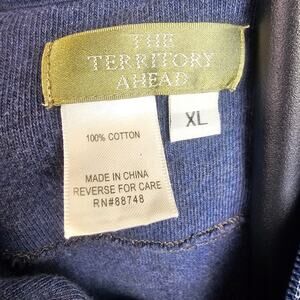 THE
TERRITORY
AHEAD
XL
100% COTTON
MADE IN CHINA
REVERSE FOR CARE
RN#88748